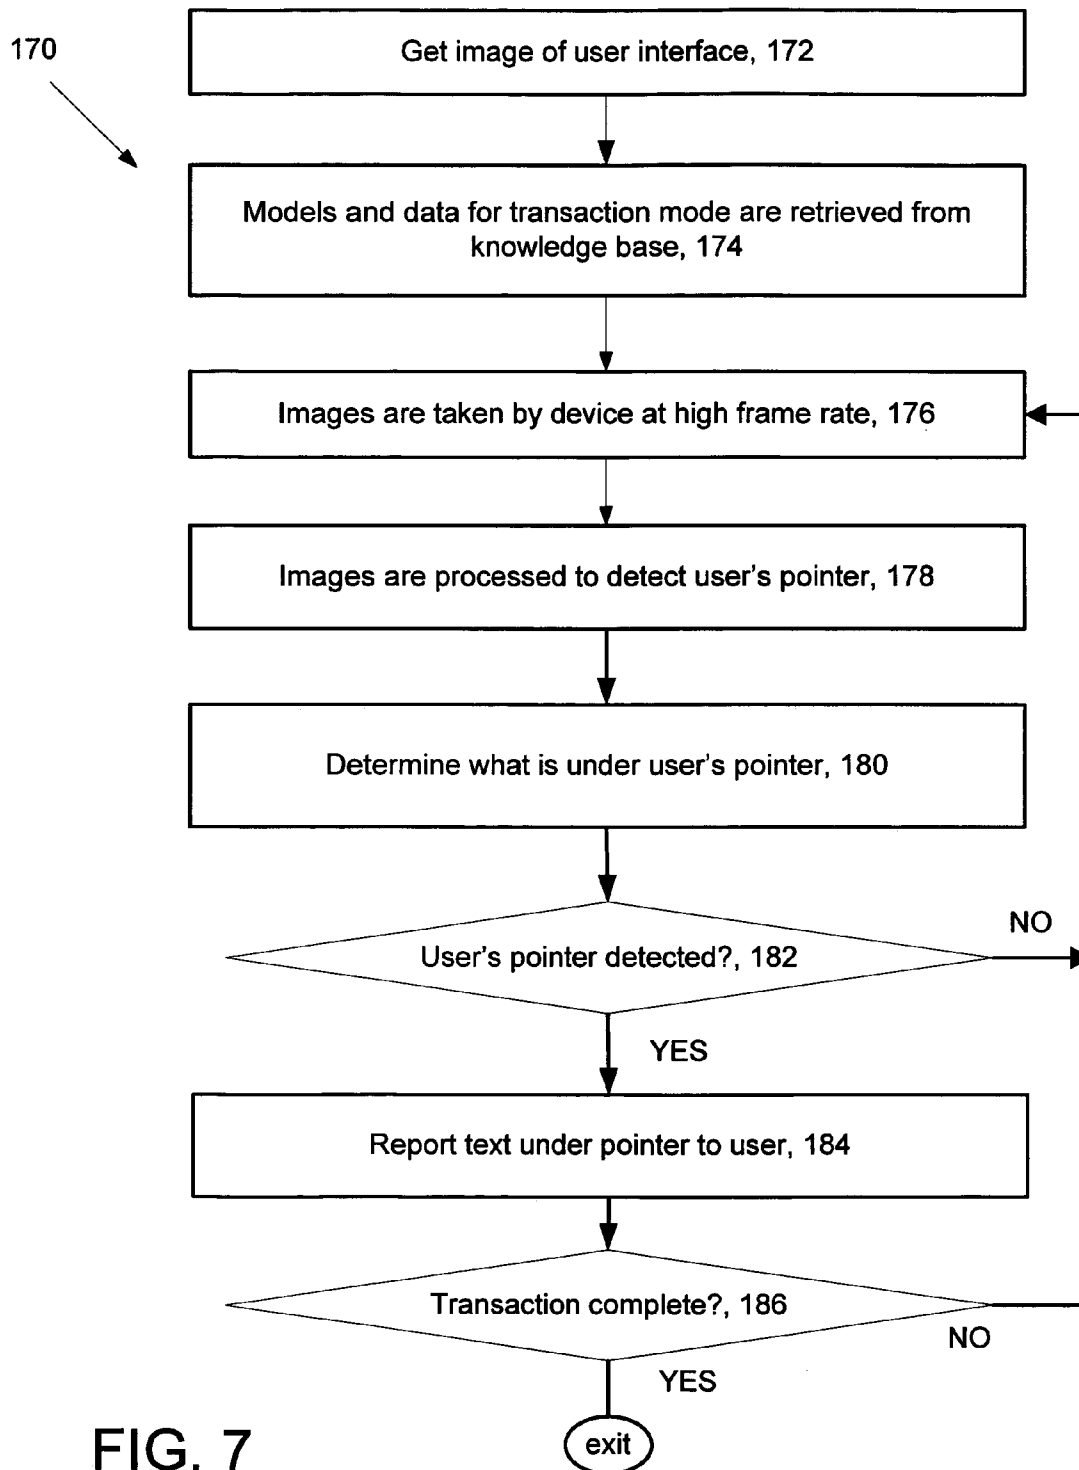 170
Get image of user interface, 172
Models and data for transaction mode are retrieved from
knowledge base, 174
Images are taken by device at high frame rate, 176
Images are processed to detect user's pointer, 178
Determine what is under user's pointer, 180
User's pointer detected?, 182
NO
YES
Report text under pointer to user, 184
Transaction complete?, 186
NO
YES
exit
FIG. 7